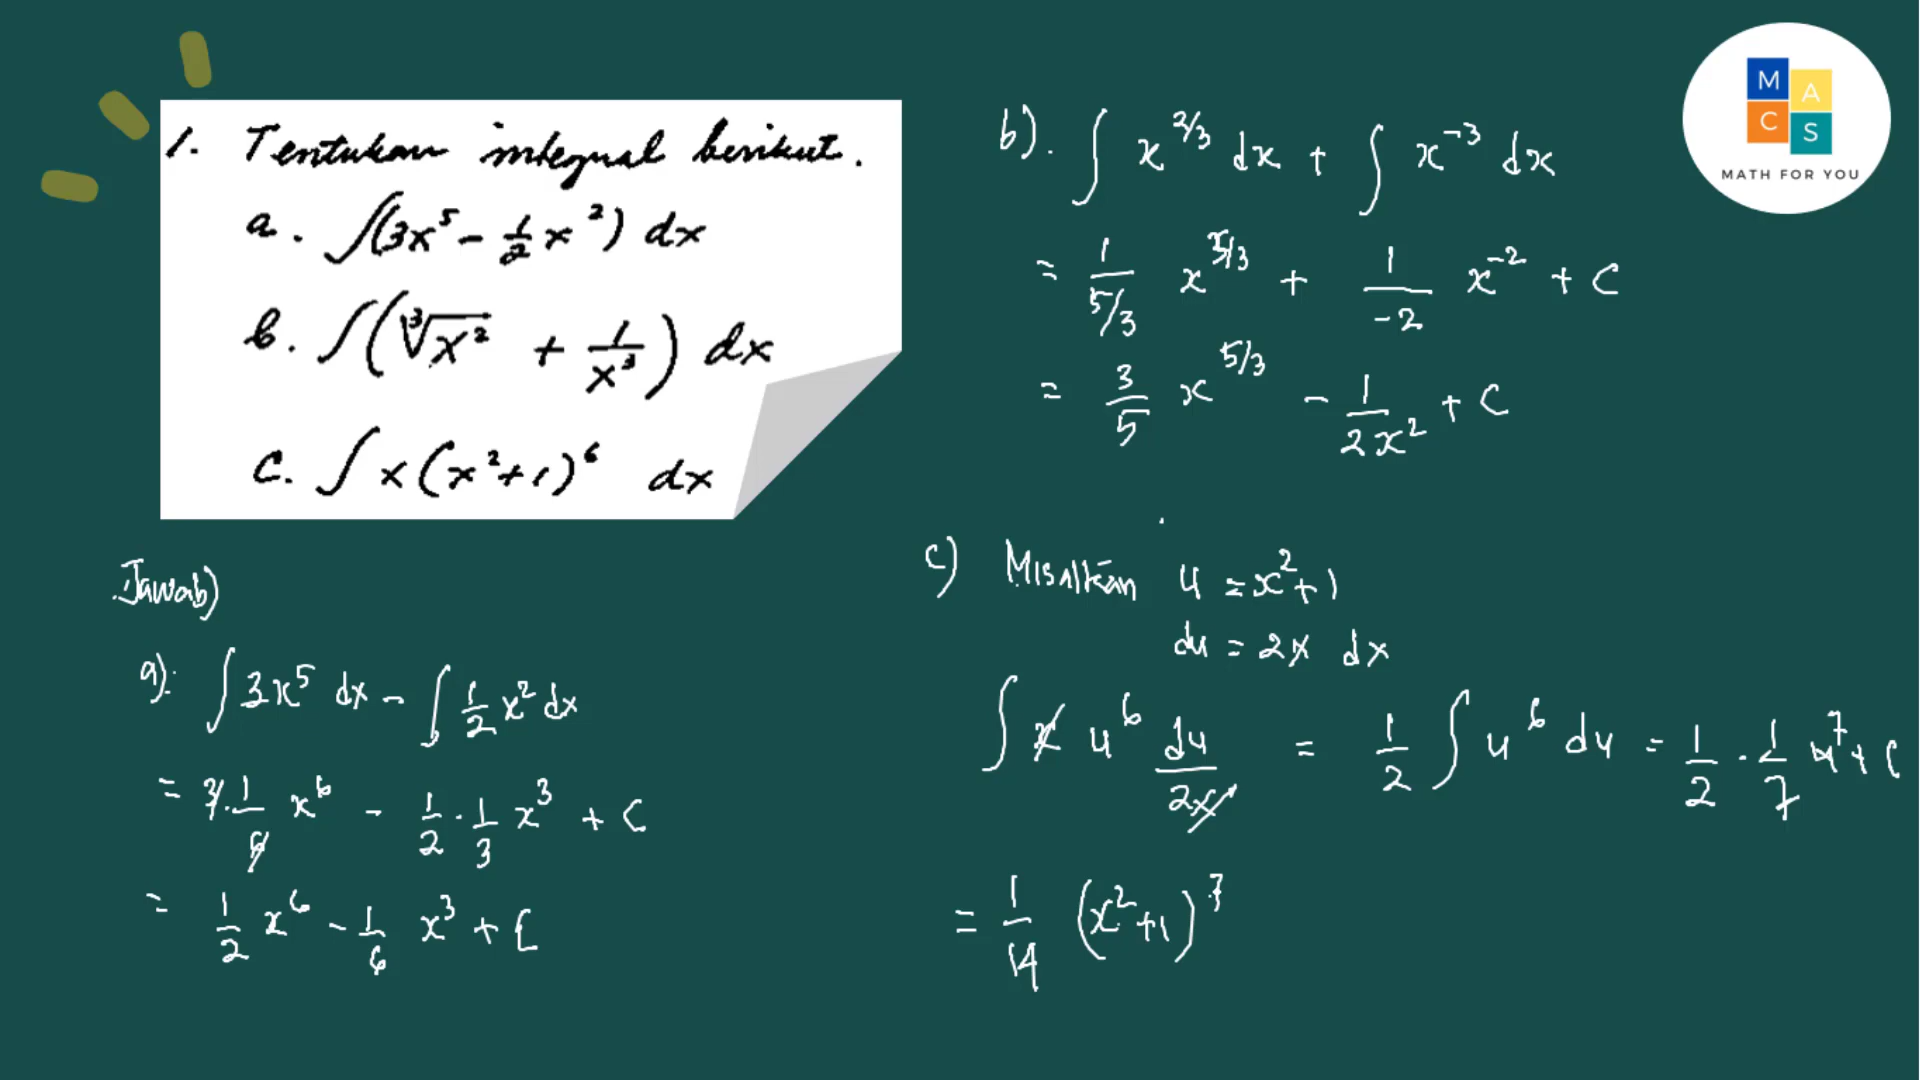 1. Tentukan integral berikut.
a. ∫(3x⁵ - 1/2 x²) dx
b. ∫(∛x² + 1/x³) dx
c. ∫ x(x²+1)⁶ dx
Jawab)
a). ∫ 3x⁵ dx - ∫ 1/2 x² dx
= 3 · 1/6 x⁶ - 1/2 · 1/3 x³ + C
= 1/2 x⁶ - 1/6 x³ + C
b). ∫ x^2/3 dx + ∫ x⁻³ dx
= 1/(5/3) x^5/3 + 1/-2 x⁻² + C
= 3/5 x^5/3 - 1/2x² + C
c) Misalkan u = x²+1
du = 2x dx
∫ x u⁶ du/2x = 1/2 ∫ u⁶ du = 1/2 · 1/7 u⁷ + C
= 1/14 (x²+1)⁷
M A
C S
MATH FOR YOU